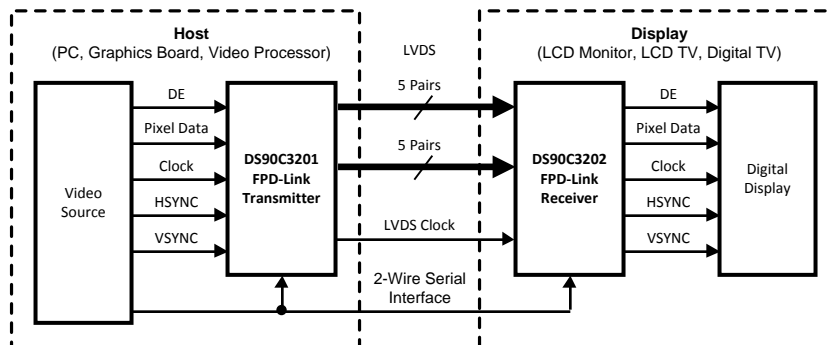 Host
(PC, Graphics Board, Video Processor)
LVDS
Display
(LCD Monitor, LCD TV, Digital TV)
Video
Source
DE
Pixel Data
Clock
HSYNC
VSYNC
DS90C3201
FPD-Link
Transmitter
5 Pairs
5 Pairs
LVDS Clock
2-Wire Serial
Interface
DS90C3202
FPD-Link
Receiver
DE
Pixel Data
Clock
HSYNC
VSYNC
Digital
Display